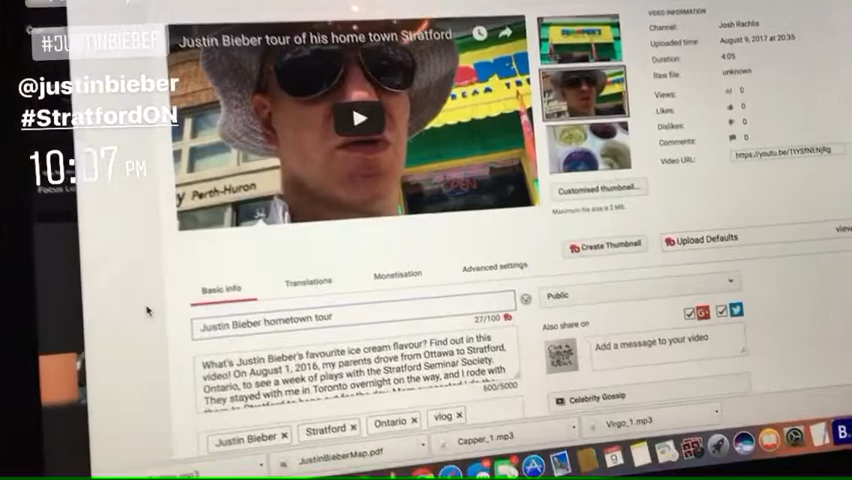 #JUSTINBIEBER
@justinbieber
#StratfordON
10:07 PM
Justin Bieber tour of his home town Stratford
Perth-Huron
OPEN
VIDEO INFORMATION
Channel: Josh Rachlis
Uploaded time: August 9, 2017 at 20:35
Duration: 4:05
Raw file: unknown
Views: 0
Likes: 0
Dislikes: 0
Comments: 0
Video URL:
Customised thumbnail...
Maximum file size is 2 MB.
Create Thumbnail
Upload Defaults
view
Basic info
Translations
Monetisation
Advanced settings
Justin Bieber hometown tour
27/100
Public
Also share on
Add a message to your video
What's Justin Bieber's favourite ice cream flavour? Find out in this
video! On August 1, 2016, my parents drove from Ottawa to Stratford,
Ontario, to see a week of plays with the Stratford Seminar Society.
They stayed with me in Toronto overnight on the way, and I rode with
600/5000
Celebrity Gossip
Justin Bieber x
Stratford x
Ontario x
vlog x
JustinBieberMap.pdf
Capper_1.mp3
Virgo_1.mp3
9
B.